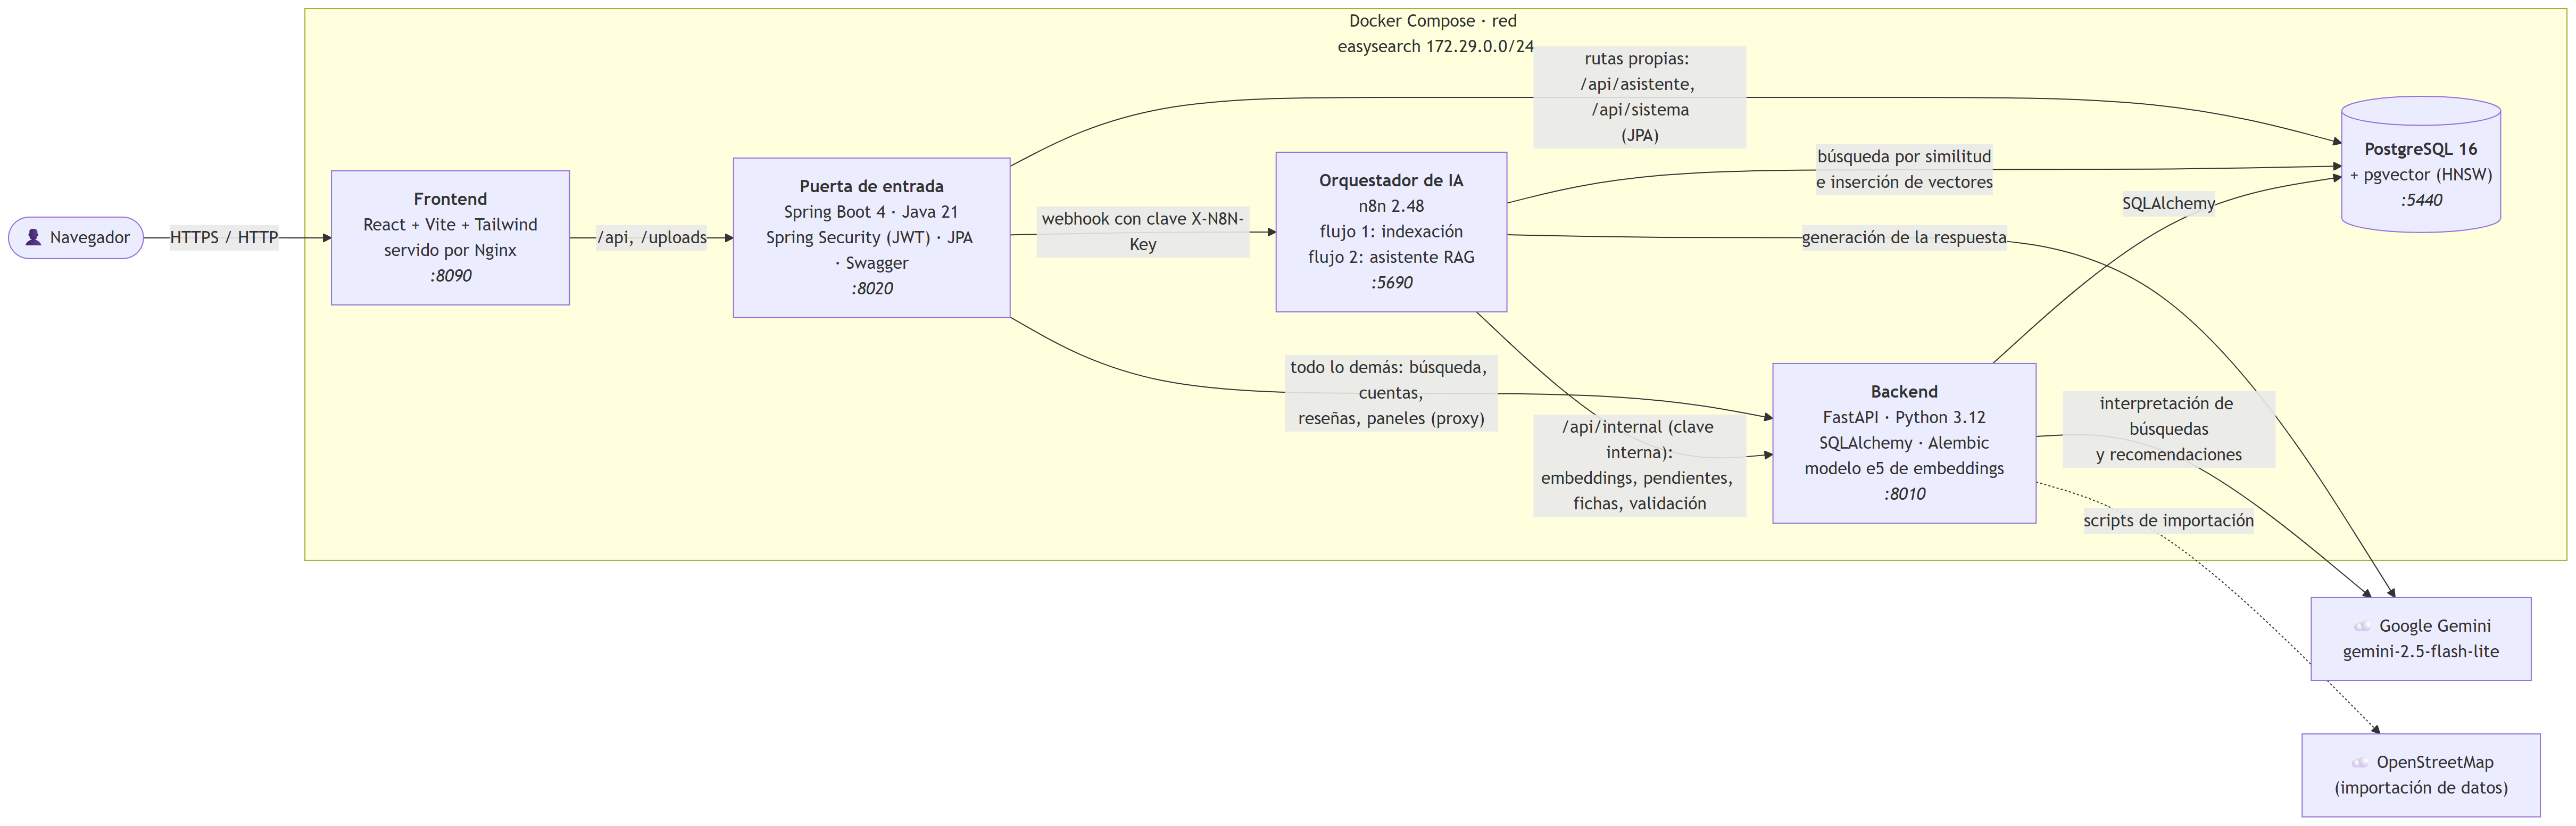 Docker Compose · red
easysearch 172.29.0.0/24
Navegador
HTTPS / HTTP
Frontend
React + Vite + Tailwind
servido por Nginx
:8090
/api, /uploads
Puerta de entrada
Spring Boot 4 · Java 21
Spring Security (JWT) · JPA
· Swagger
:8020
rutas propias:
/api/asistente,
/api/sistema
(JPA)
webhook con clave X-N8N-
Key
Orquestador de IA
n8n 2.48
flujo 1: indexación
flujo 2: asistente RAG
:5690
búsqueda por similitud
e inserción de vectores
generación de la respuesta
SQLAlchemy
PostgreSQL 16
+ pgvector (HNSW)
:5440
todo lo demás: búsqueda,
cuentas,
reseñas, paneles (proxy)
/api/internal (clave
interna):
embeddings, pendientes,
fichas, validación
Backend
FastAPI · Python 3.12
SQLAlchemy · Alembic
modelo e5 de embeddings
:8010
interpretación de
búsquedas
y recomendaciones
scripts de importación
Google Gemini
gemini-2.5-flash-lite
OpenStreetMap
(importación de datos)